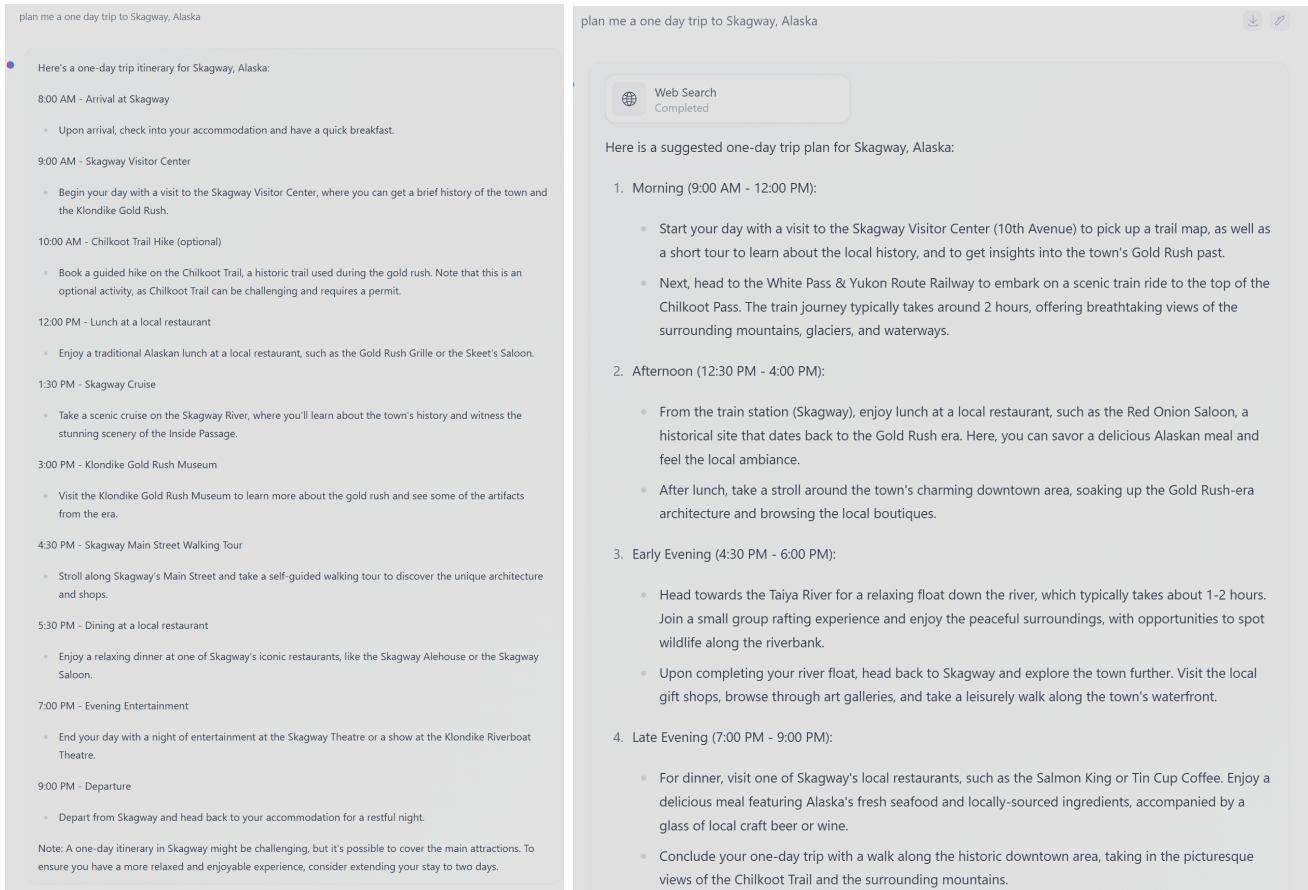 plan me a one day trip to Skagway, Alaska
Here's a one-day trip itinerary for Skagway, Alaska:
8:00 AM - Arrival at Skagway
Upon arrival, check into your accommodation and have a quick breakfast.
9:00 AM - Skagway Visitor Center
Begin your day with a visit to the Skagway Visitor Center, where you can get a brief history of the town and
the Klondike Gold Rush.
10:00 AM - Chilkoot Trail Hike (optional)
Book a guided hike on the Chilkoot Trail, a historic trail used during the gold rush. Note that this is an
optional activity, as Chilkoot Trail can be challenging and requires a permit.
12:00 PM - Lunch at a local restaurant
Enjoy a traditional Alaskan lunch at a local restaurant, such as the Gold Rush Grille or the Skeet's Saloon.
1:30 PM - Skagway Cruise
Take a scenic cruise on the Skagway River, where you'll learn about the town's history and witness the
stunning scenery of the Inside Passage.
3:00 PM - Klondike Gold Rush Museum
Visit the Klondike Gold Rush Museum to learn more about the gold rush and see some of the artifacts
from the era.
4:30 PM - Skagway Main Street Walking Tour
Stroll along Skagway's Main Street and take a self-guided walking tour to discover the unique architecture
and shops.
5:30 PM - Dining at a local restaurant
Enjoy a relaxing dinner at one of Skagway's iconic restaurants, like the Skagway Alehouse or the Skagway
Saloon.
7:00 PM - Evening Entertainment
End your day with a night of entertainment at the Skagway Theatre or a show at the Klondike Riverboat
Theatre.
9:00 PM - Departure
Depart from Skagway and head back to your accommodation for a restful night.
Note: A one-day itinerary in Skagway might be challenging, but it's possible to cover the main attractions. To
ensure you have a more relaxed and enjoyable experience, consider extending your stay to two days.
plan me a one day trip to Skagway, Alaska
Web Search
Completed
Here is a suggested one-day trip plan for Skagway, Alaska:
1. Morning (9:00 AM - 12:00 PM):
Start your day with a visit to the Skagway Visitor Center (10th Avenue) to pick up a trail map, as well as
a short tour to learn about the local history, and to get insights into the town's Gold Rush past.
Next, head to the White Pass & Yukon Route Railway to embark on a scenic train ride to the top of the
Chilkoot Pass. The train journey typically takes around 2 hours, offering breathtaking views of the
surrounding mountains, glaciers, and waterways.
2. Afternoon (12:30 PM - 4:00 PM):
From the train station (Skagway), enjoy lunch at a local restaurant, such as the Red Onion Saloon, a
historical site that dates back to the Gold Rush era. Here, you can savor a delicious Alaskan meal and
feel the local ambiance.
After lunch, take a stroll around the town's charming downtown area, soaking up the Gold Rush-era
architecture and browsing the local boutiques.
3. Early Evening (4:30 PM - 6:00 PM):
Head towards the Taiya River for a relaxing float down the river, which typically takes about 1-2 hours.
Join a small group rafting experience and enjoy the peaceful surroundings, with opportunities to spot
wildlife along the riverbank.
Upon completing your river float, head back to Skagway and explore the town further. Visit the local
gift shops, browse through art galleries, and take a leisurely walk along the town's waterfront.
4. Late Evening (7:00 PM - 9:00 PM):
For dinner, visit one of Skagway's local restaurants, such as the Salmon King or Tin Cup Coffee. Enjoy a
delicious meal featuring Alaska's fresh seafood and locally-sourced ingredients, accompanied by a
glass of local craft beer or wine.
Conclude your one-day trip with a walk along the historic downtown area, taking in the picturesque
views of the Chilkoot Trail and the surrounding mountains.